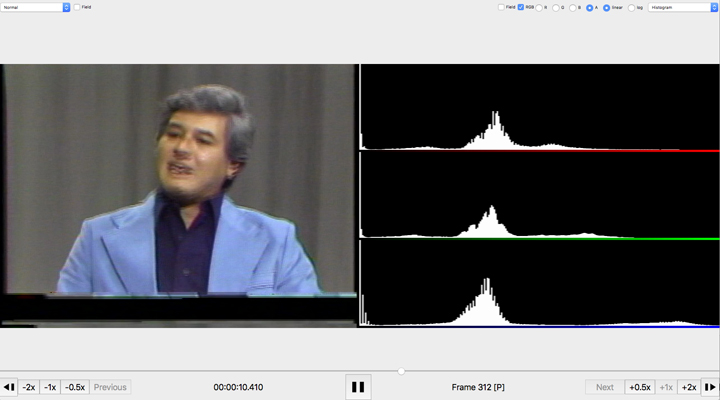 Normal Field Field RGB R G B A linear log Histogram
-2x -1x -0.5x Previous 00:00:10.410 Frame 312 [P] Next +0.5x +1x +2x